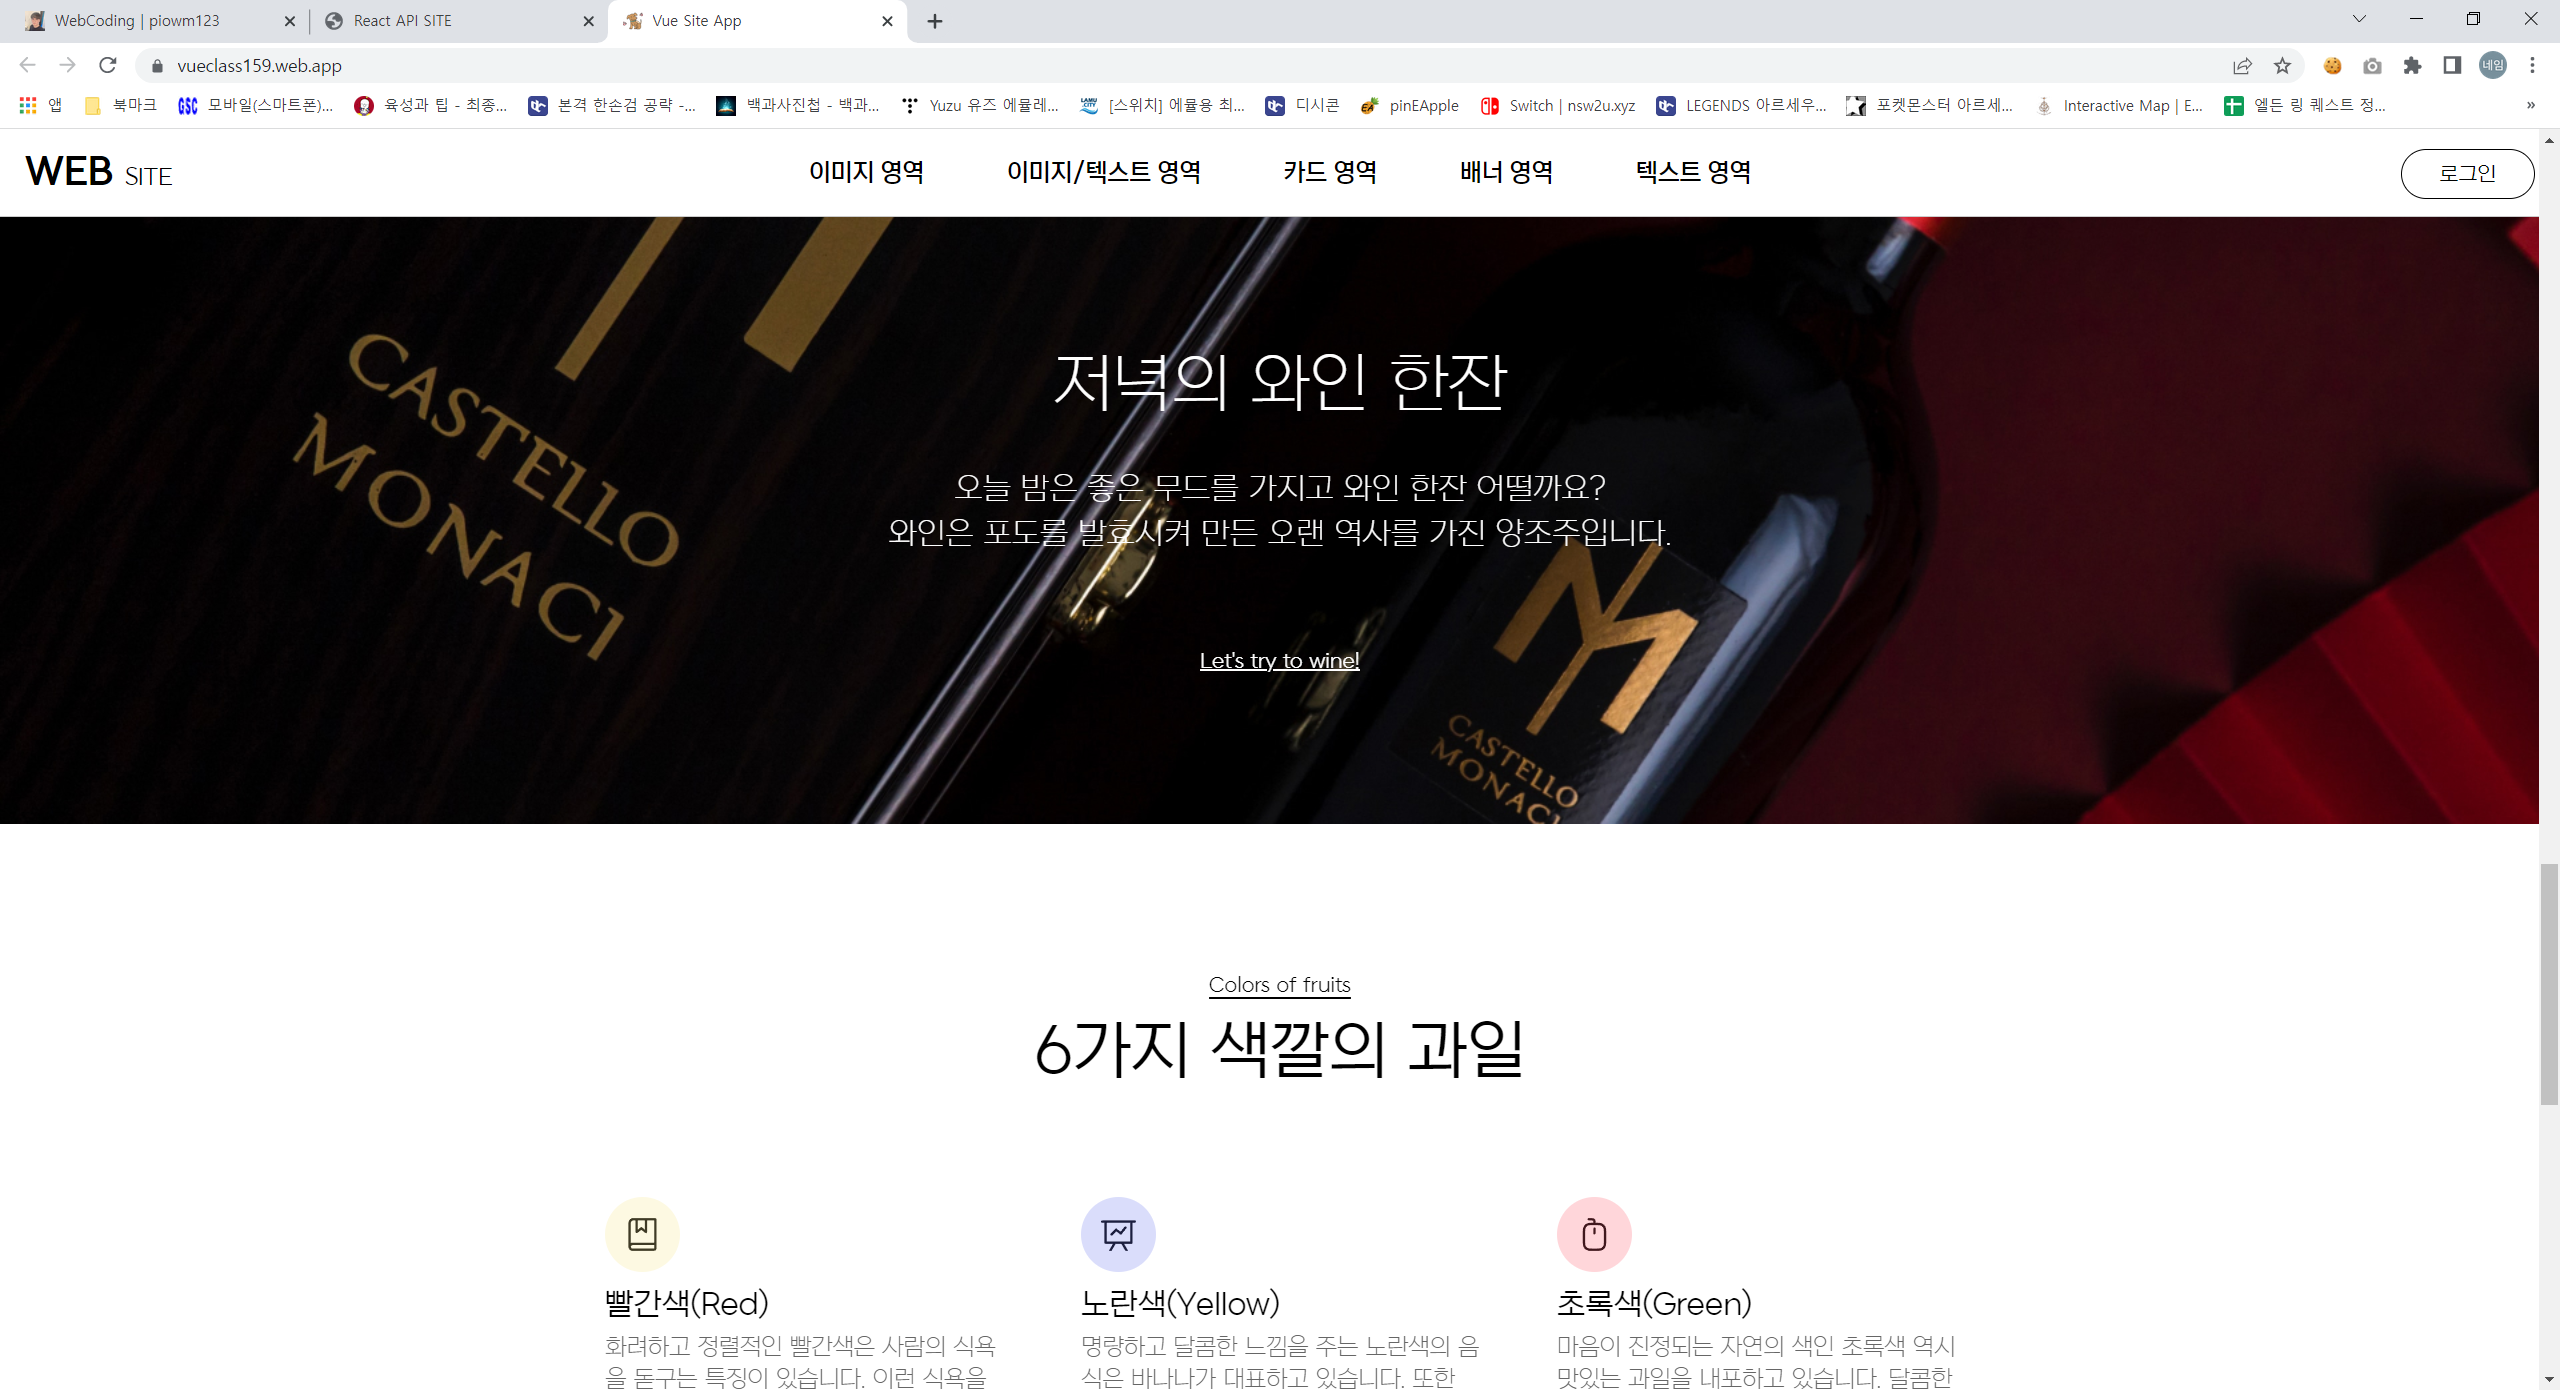 WebCoding | piowm123
React API SITE
Vue Site App
vueclass159.web.app
네임
앱
북마크
모바일(스마트폰)...
육성과 팁 - 최종...
본격 한손검 공략 -...
백과사진첩 - 백과...
Yuzu 유즈 에뮬레...
[스위치] 에뮬용 최...
디시콘
pinEApple
Switch | nsw2u.xyz
LEGENDS 아르세우...
포켓몬스터 아르세...
Interactive Map | E...
엘든 링 퀘스트 정...
»
WEB SITE
이미지 영역
이미지/텍스트 영역
카드 영역
배너 영역
텍스트 영역
로그인
CASTELLO
MONACI
저녁의 와인 한잔
오늘 밤은 좋은 무드를 가지고 와인 한잔 어떨까요?
와인은 포도를 발효시켜 만든 오랜 역사를 가진 양조주입니다.
Let's try to wine!
CASTELLO
MONACI
Colors of fruits
6가지 색깔의 과일
빨간색(Red)
화려하고 정렬적인 빨간색은 사람의 식욕
을 돋구는 특징이 있습니다. 이런 식욕을
노란색(Yellow)
명량하고 달콤한 느낌을 주는 노란색의 음
식은 바나나가 대표하고 있습니다. 또한
초록색(Green)
마음이 진정되는 자연의 색인 초록색 역시
맛있는 과일을 내포하고 있습니다. 달콤한